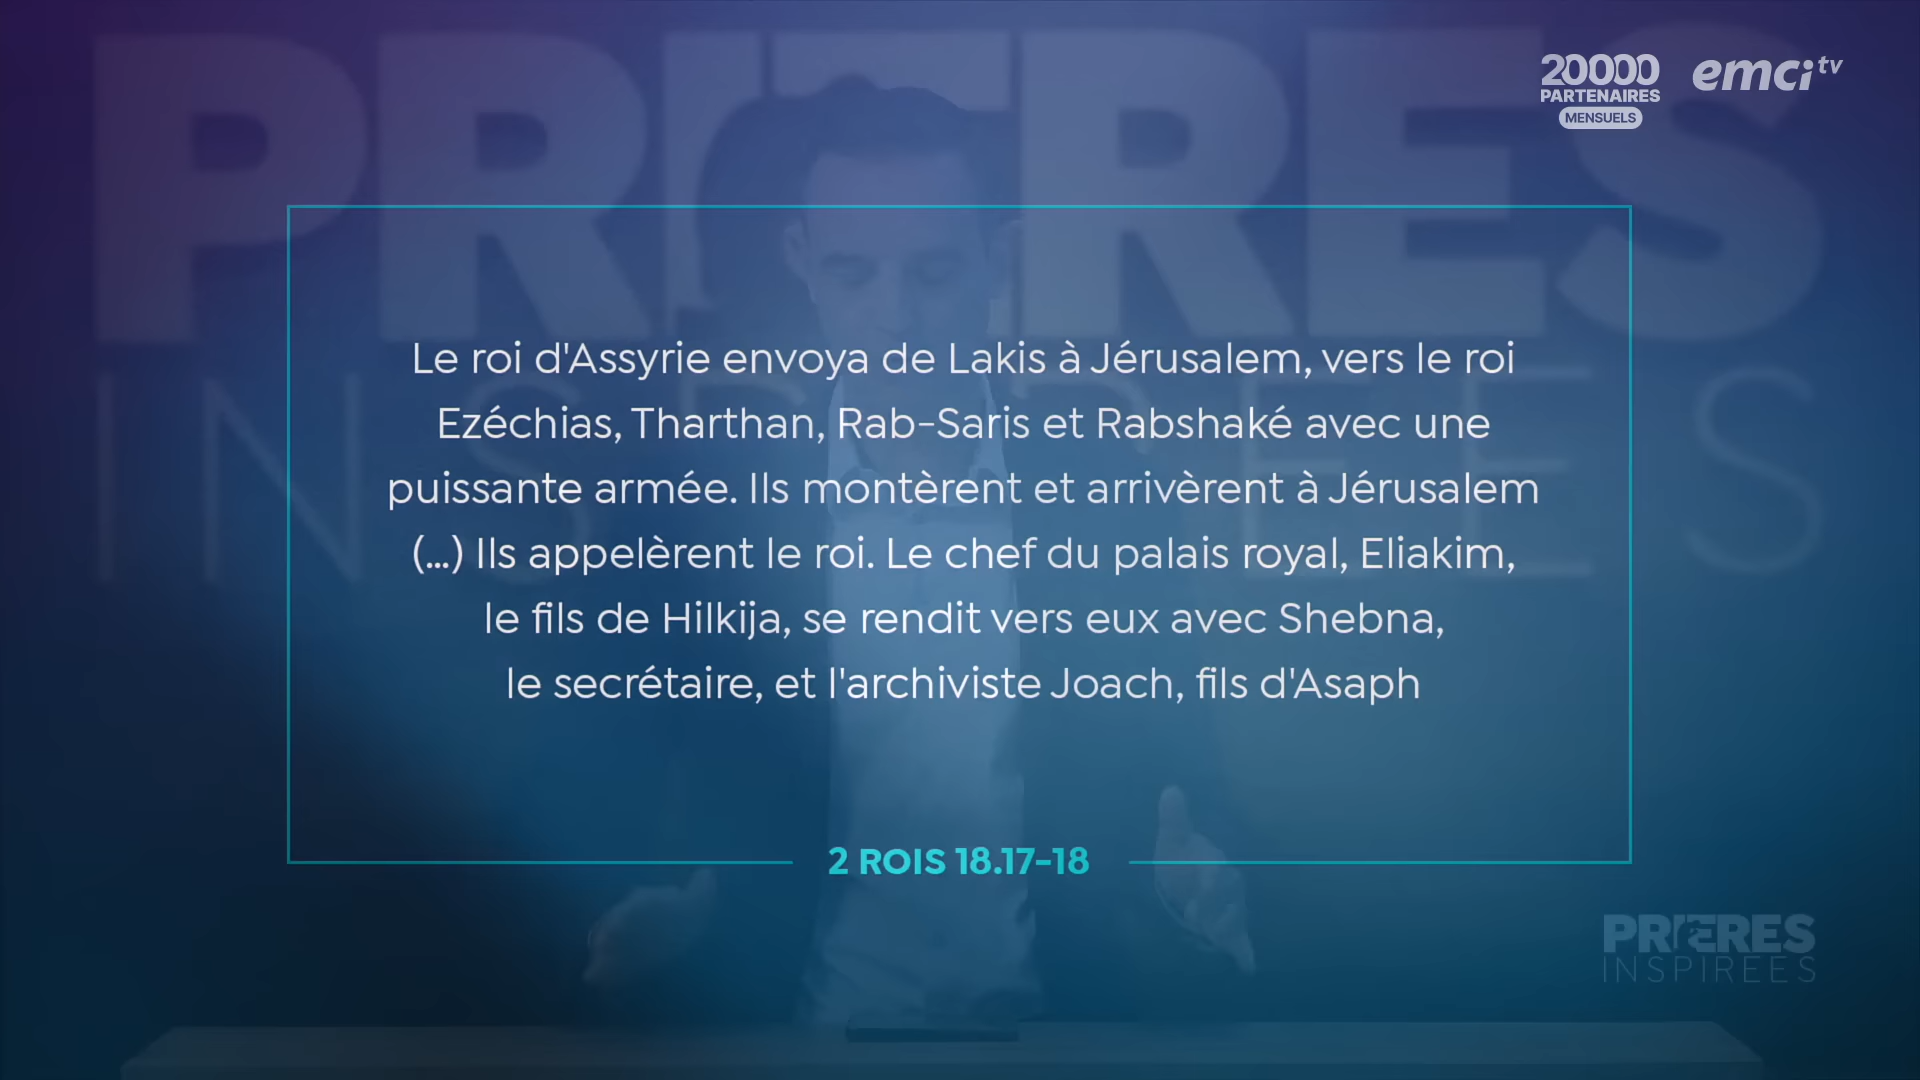 PRIERES
INSPIREES
20000
PARTENAIRES
MENSUELS
emci tv
Le roi d'Assyrie envoya de Lakis à Jérusalem, vers le roi
Ezéchias, Tharthan, Rab-Saris et Rabshaké avec une
puissante armée. Ils montèrent et arrivèrent à Jérusalem
(...) Ils appelèrent le roi. Le chef du palais royal, Eliakim,
le fils de Hilkija, se rendit vers eux avec Shebna,
le secrétaire, et l'archiviste Joach, fils d'Asaph
2 ROIS 18.17-18
PRIERES
INSPIREES